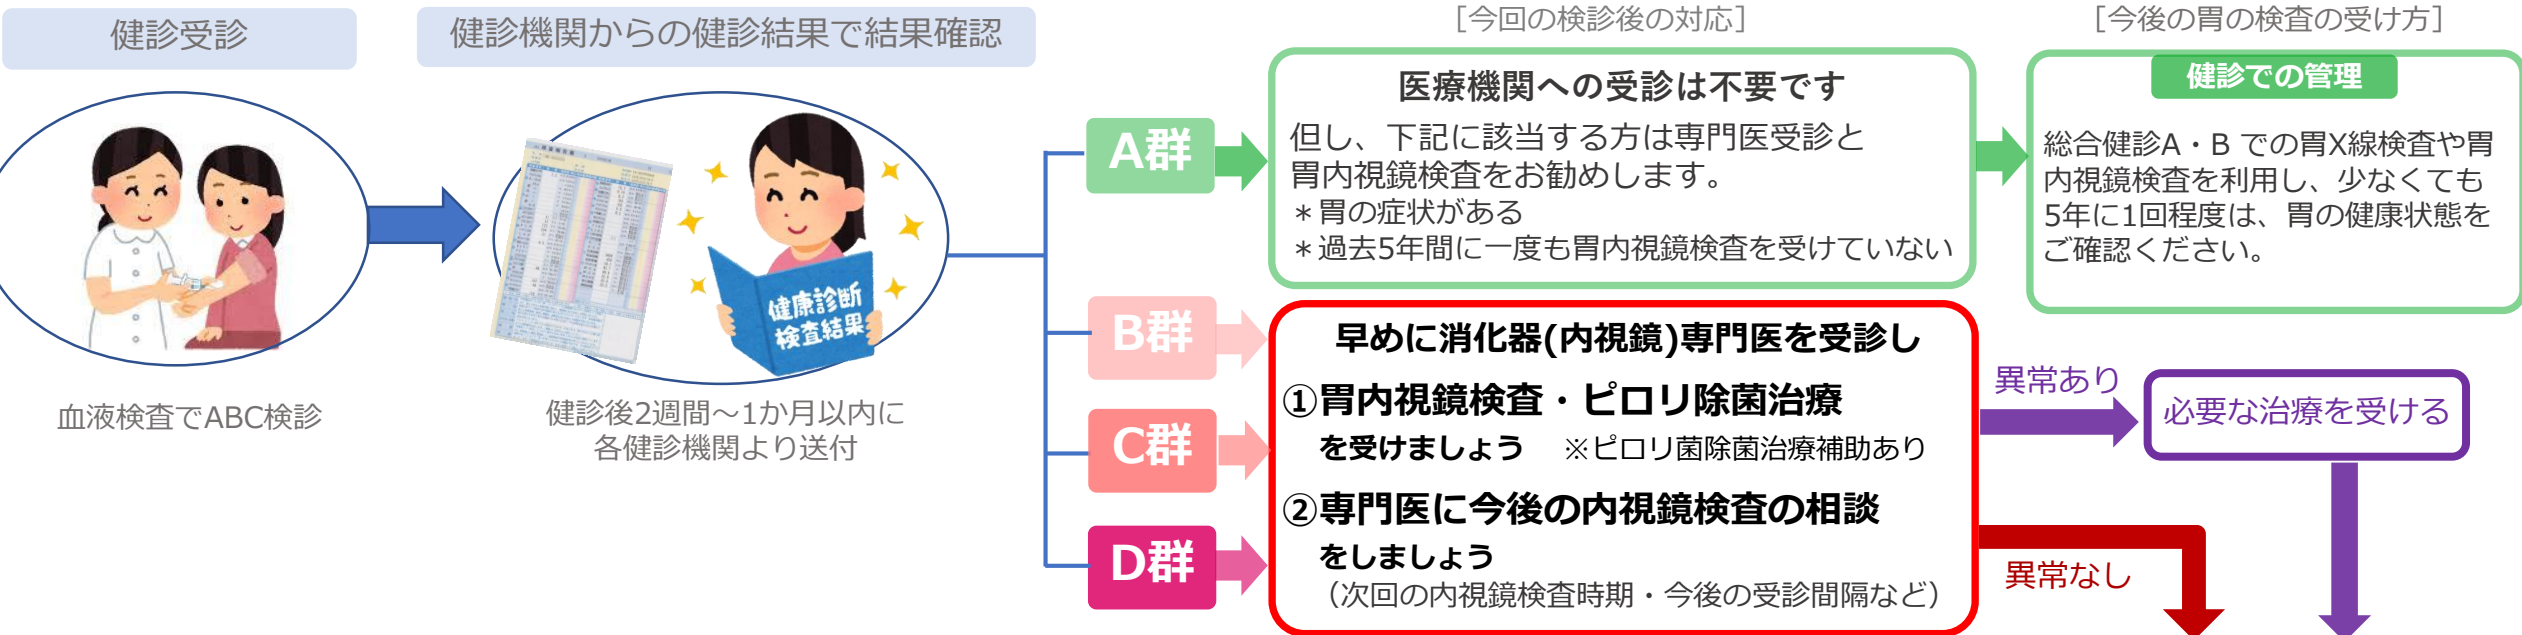 健診受診
血液検査でABC検診
健診機関からの健診結果で結果確認
健康診断
検査結果
健診後2週間～1か月以内に
各健診機関より送付
A群
B群
C群
D群
［今回の検診後の対応］
医療機関への受診は不要です
但し、下記に該当する方は専門医受診と
胃内視鏡検査をお勧めします。
＊胃の症状がある
＊過去5年間に一度も胃内視鏡検査を受けていない
早めに消化器(内視鏡)専門医を受診し
①胃内視鏡検査・ピロリ除菌治療
を受けましょう ※ピロリ菌除菌治療補助あり
②専門医に今後の内視鏡検査の相談
をしましょう
（次回の内視鏡検査時期・今後の受診間隔など）
［今後の胃の検査の受け方］
健診での管理
総合健診A・B での胃X線検査や胃
内視鏡検査を利用し、少なくても
5年に1回程度は、胃の健康状態を
ご確認ください。
異常あり
必要な治療を受ける
異常なし